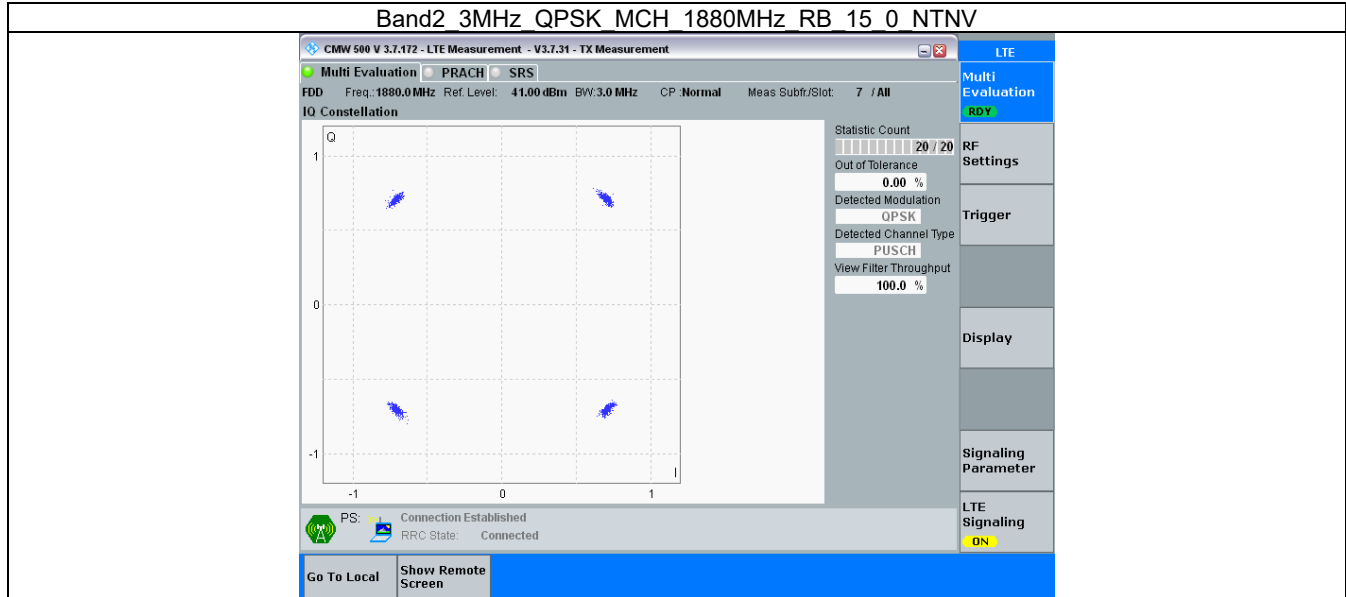 Band2_3MHz_QPSK_MCH_1880MHz_RB_15_0_NTNV
CMW 500 V 3.7.172 - LTE Measurement - V3.7.31 - TX Measurement
LTE
Multi Evaluation PRACH SRS
FDD Freq.:1880.0 MHz Ref. Level: 41.00 dBm BW:3.0 MHz CP :Normal Meas Subfr./Slot: 7 / All
IQ Constellation
Q
1
0
-1
I
-1 0 1
Statistic Count
20 / 20
Out of Tolerance
0.00 %
Detected Modulation
QPSK
Detected Channel Type
PUSCH
View Filter Throughput
100.0 %
Multi
Evaluation
RDY
RF
Settings
Trigger
Display
Signaling
Parameter
LTE
Signaling
ON
PS: Connection Established
RRC State: Connected
Go To Local
Show Remote
Screen